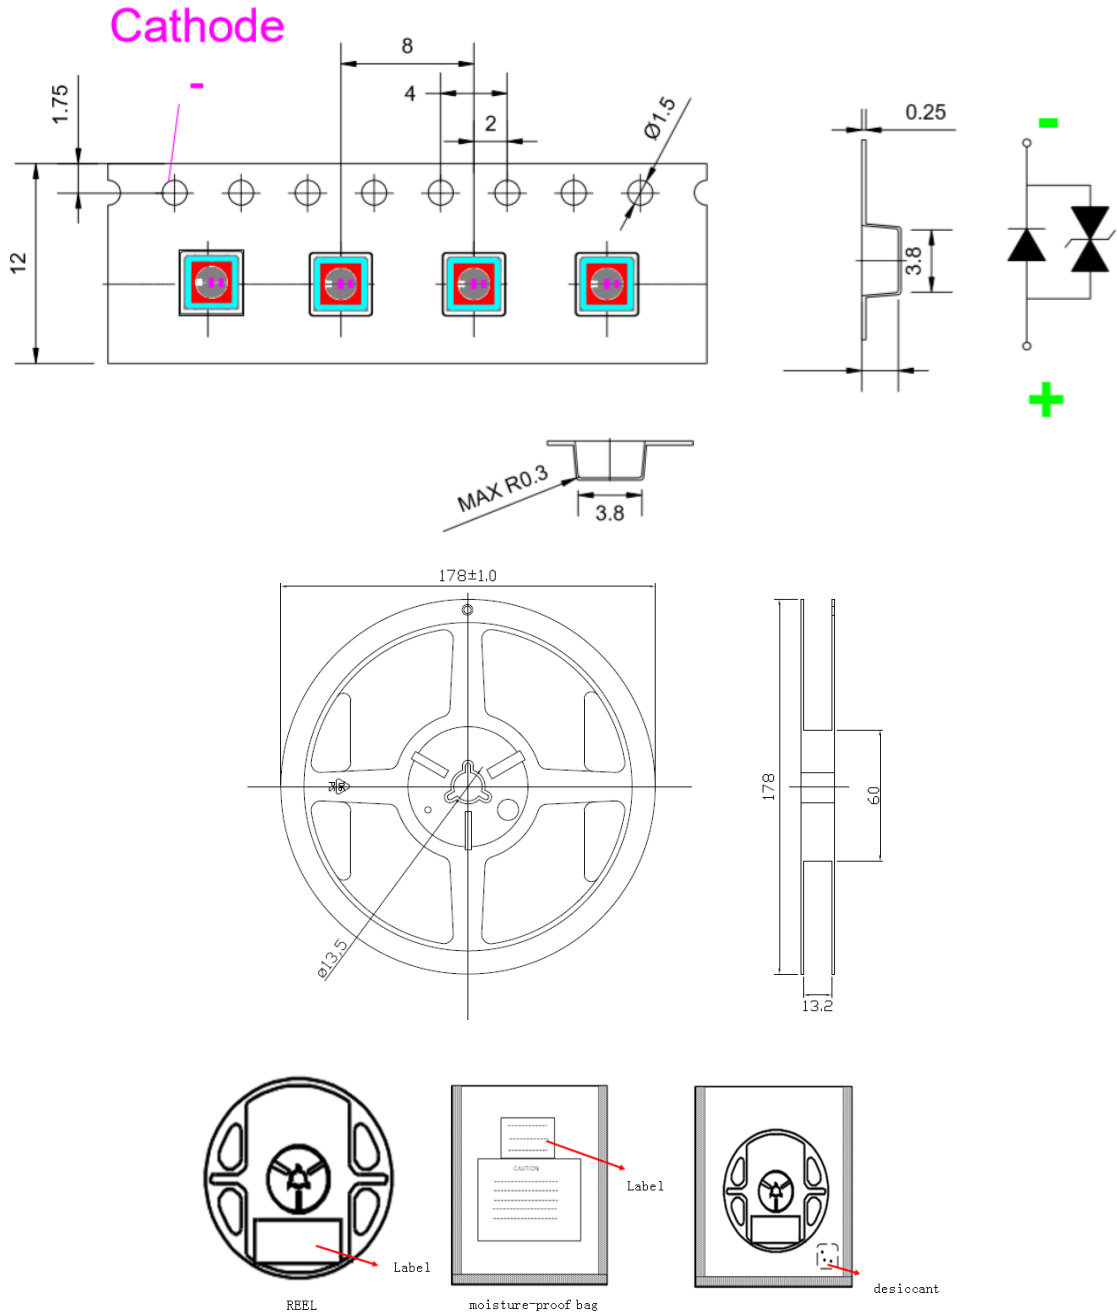 Cathode
-
8
4
2
1.75
Ø1.5
12
0.25
-
3.8
+
MAX R0.3
3.8
178±1.0
ø13,5
178
60
13.2
CAUTION
Label
Label
desiccant
REEL
moisture-proof bag